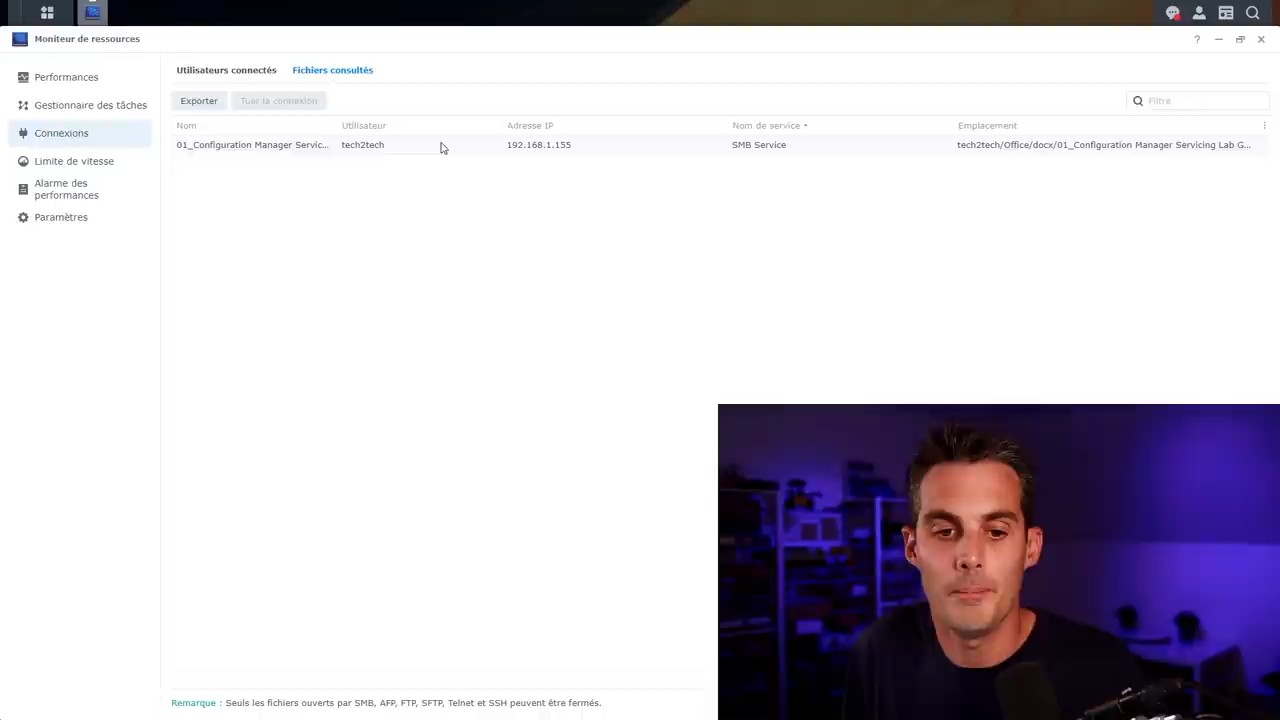 Moniteur de ressources
?
Performances
Gestionnaire des tâches
Connexions
Limite de vitesse
Alarme des
performances
Paramètres
Utilisateurs connectés Fichiers consultés
Exporter Tuer la connexion
Filtre
Nom Utilisateur Adresse IP Nom de service Emplacement
01_Configuration Manager Servic... tech2tech 192.168.1.155 SMB Service tech2tech/Office/docx/01_Configuration Manager Servicing Lab G...
Remarque : Seuls les fichiers ouverts par SMB, AFP, FTP, SFTP, Telnet et SSH peuvent être fermés.